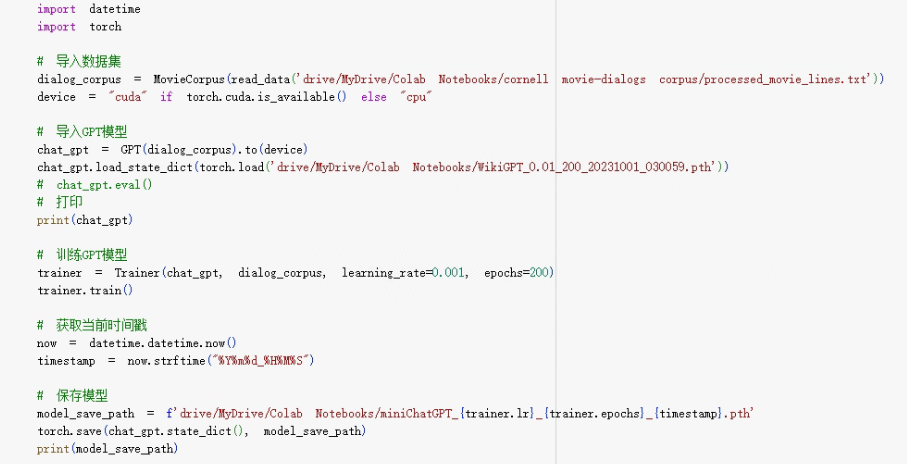 import datetime
import torch
# 导入数据集
dialog_corpus = MovieCorpus(read_data('drive/MyDrive/Colab Notebooks/cornell movie-dialogs corpus/processed_movie_lines.txt'))
device = "cuda" if torch.cuda.is_available() else "cpu"
# 导入GPT模型
chat_gpt = GPT(dialog_corpus).to(device)
chat_gpt.load_state_dict(torch.load('drive/MyDrive/Colab Notebooks/WikiGPT_0.01_200_20231001_030059.pth'))
# chat_gpt.eval()
# 打印
print(chat_gpt)
# 训练GPT模型
trainer = Trainer(chat_gpt, dialog_corpus, learning_rate=0.001, epochs=200)
trainer.train()
# 获取当前时间戳
now = datetime.datetime.now()
timestamp = now.strftime("%Y%m%d_%H%M%S")
# 保存模型
model_save_path = f'drive/MyDrive/Colab Notebooks/miniChatGPT_{trainer.lr}_{trainer.epochs}_{timestamp}.pth'
torch.save(chat_gpt.state_dict(), model_save_path)
print(model_save_path)